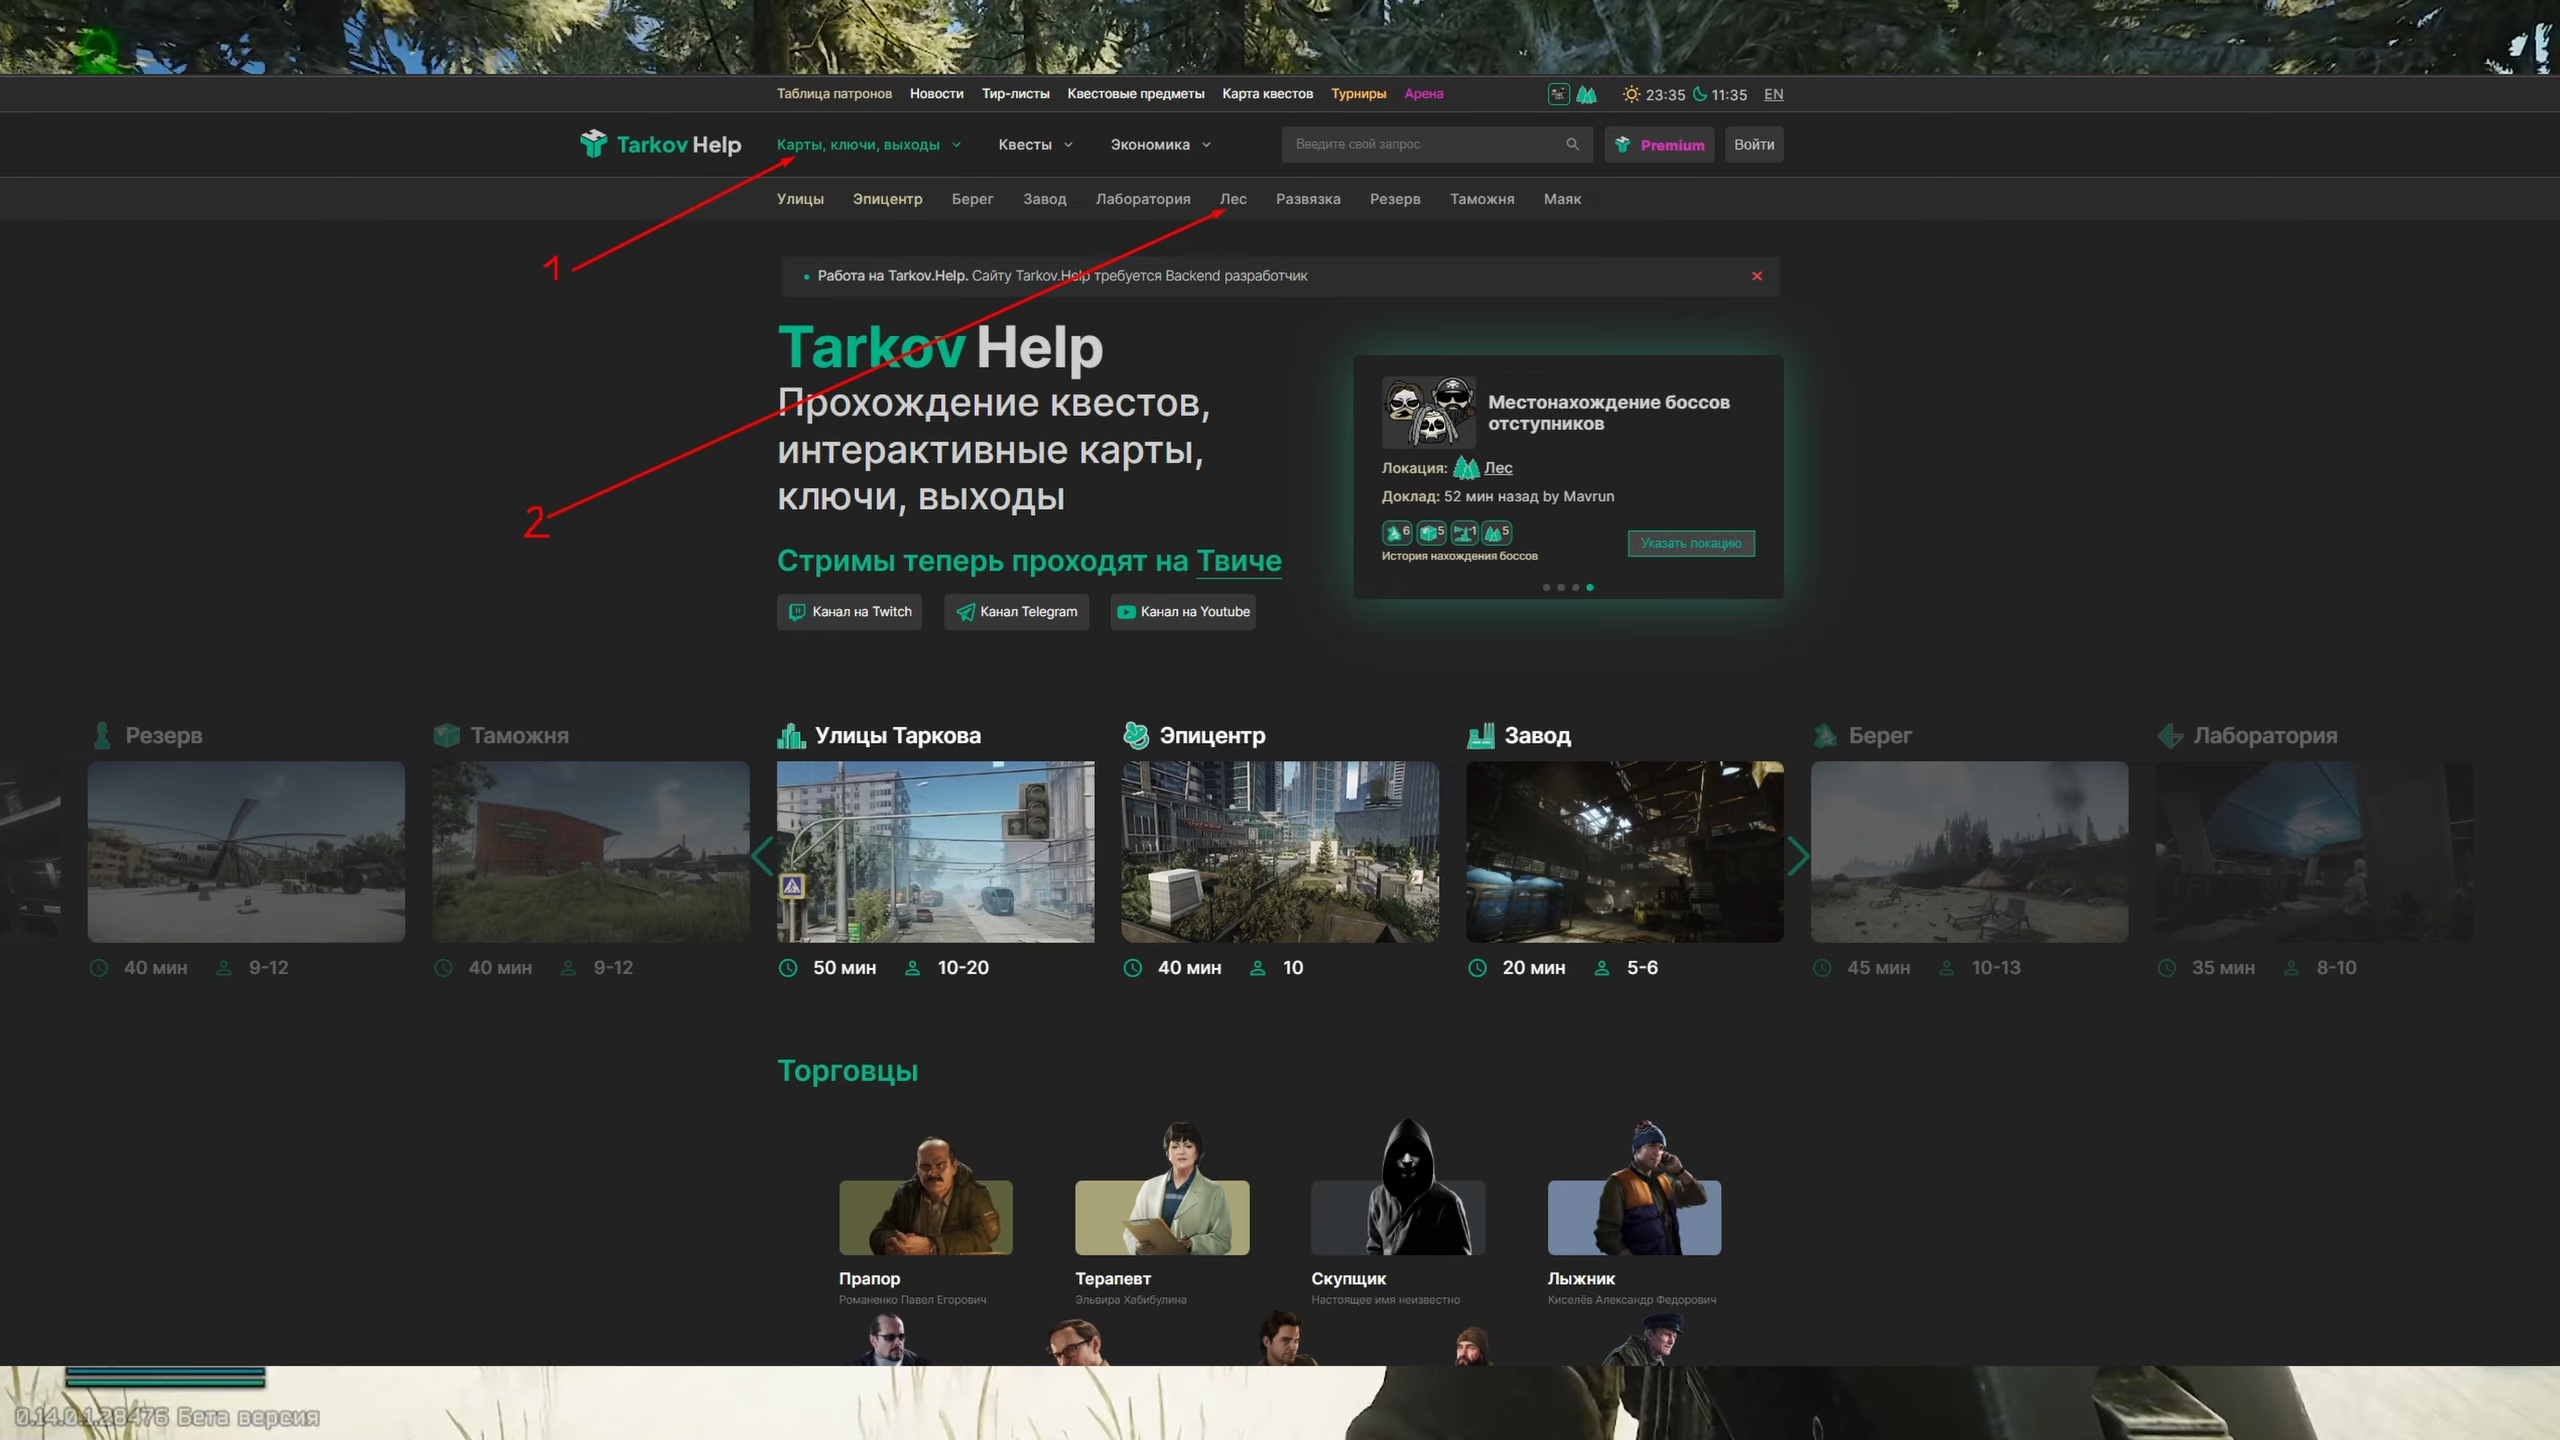 Таблица патронов Новости Тир-листы Квестовые предметы Карта квестов Турниры Арена 23:35 11:35 EN
Tarkov Help Карты, ключи, выходы Квесты Экономика Введите свой запрос Premium Войти
Улицы Эпицентр Берег Завод Лаборатория Лес Развязка Резерв Таможня Маяк
1
Работа на Tarkov.Help. Сайту Tarkov.Help требуется Backend разработчик
Tarkov Help
Прохождение квестов,
интерактивные карты,
ключи, выходы
2
Стримы теперь проходят на Твиче
Канал на Twitch Канал Telegram Канал на Youtube
Местонахождение боссов
отступников
Локация: Лес
Доклад: 52 мин назад by Mavrun
6 5 1 5
История нахождения боссов
Указать локацию
Резерв Таможня Улицы Таркова Эпицентр Завод Берег Лаборатория
40 мин 9-12 40 мин 9-12 50 мин 10-20 40 мин 10 20 мин 5-6 45 мин 10-13 35 мин 8-10
Торговцы
Прапор Терапевт Скупщик Лыжник
Романенко Павел Егорович Эльвира Хабибулина Настоящее имя неизвестно Киселёв Александр Федорович
0.14.0.1.28476 Бета версия